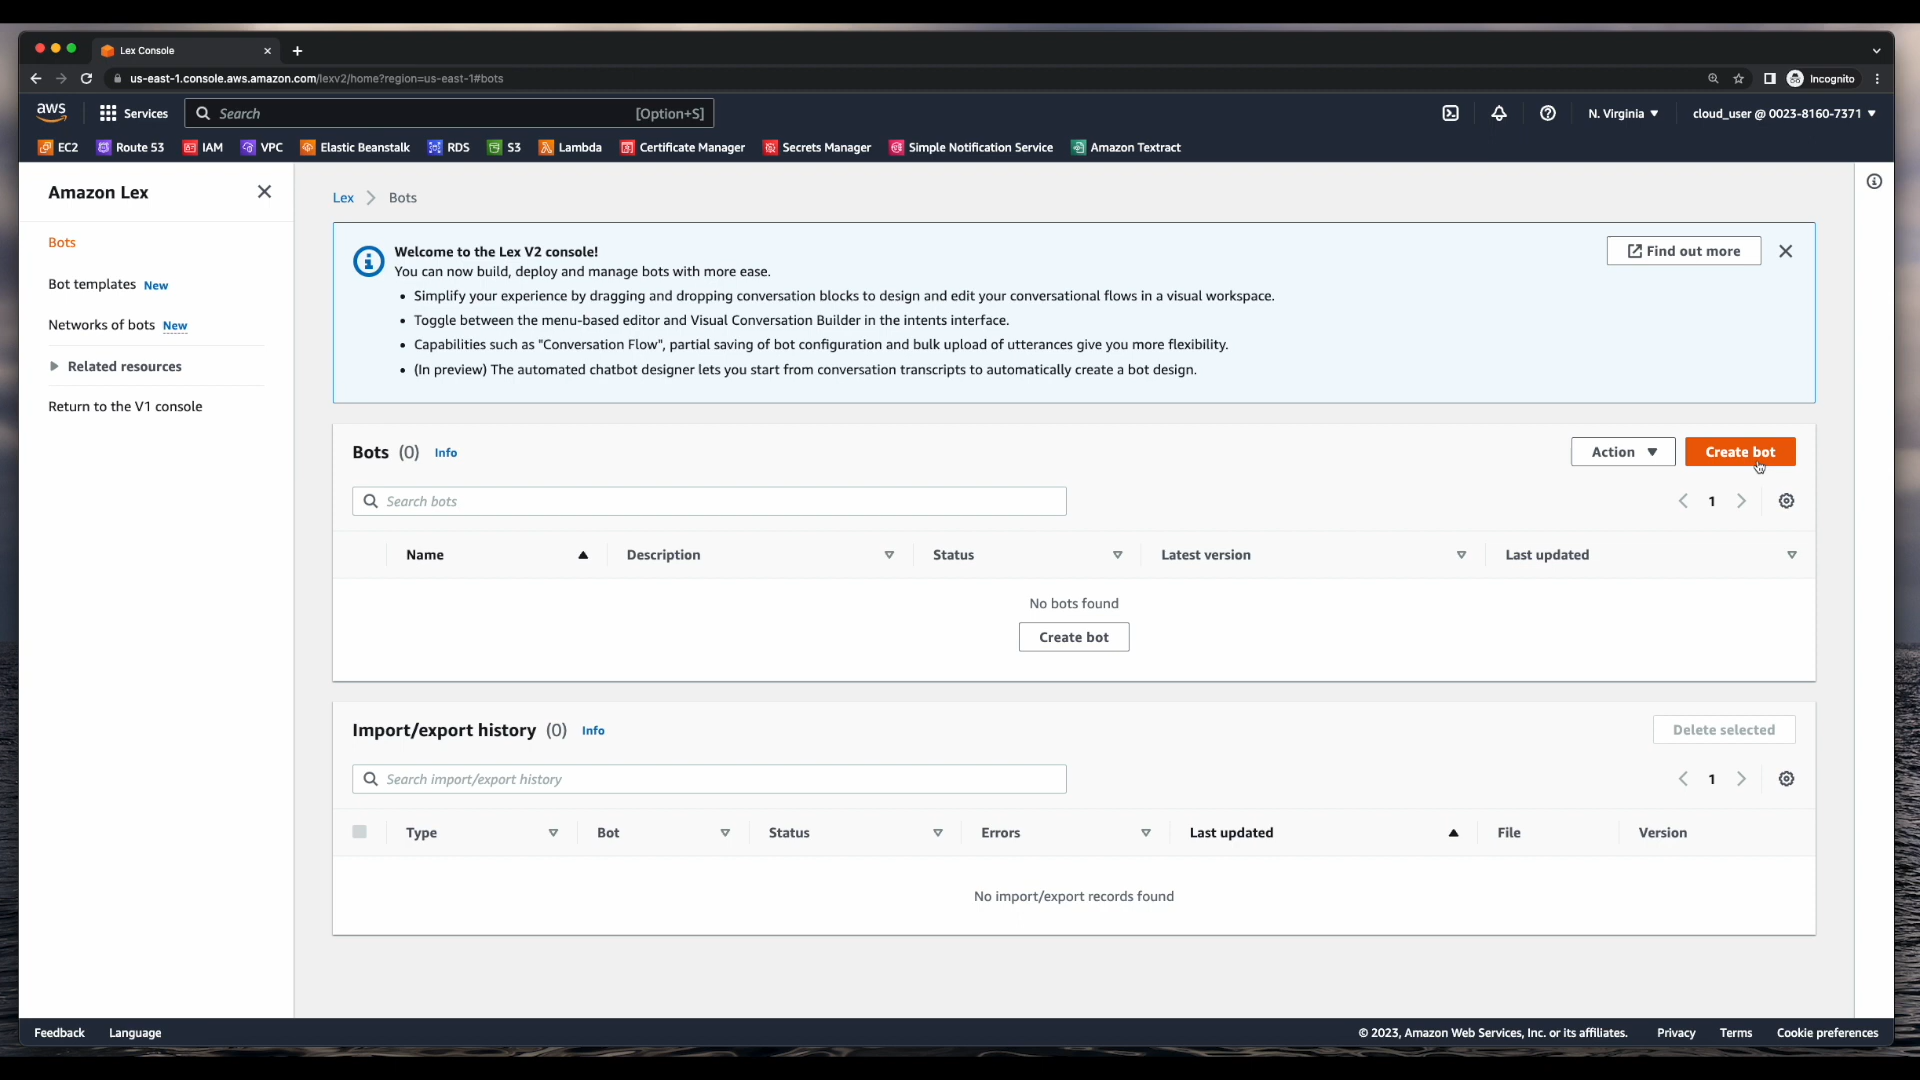 Lex Console
us-east-1.console.aws.amazon.com/lexv2/home?region=us-east-1#bots
Incognito
aws
Services
Search
[Option+S]
N. Virginia
cloud_user @ 0023-8160-7371
EC2
Route 53
IAM
VPC
Elastic Beanstalk
RDS
S3
Lambda
Certificate Manager
Secrets Manager
Simple Notification Service
Amazon Textract
Amazon Lex
Bots
Bot templates New
Networks of bots New
Related resources
Return to the V1 console
Lex
Bots
Welcome to the Lex V2 console!
You can now build, deploy and manage bots with more ease.
• Simplify your experience by dragging and dropping conversation blocks to design and edit your conversational flows in a visual workspace.
• Toggle between the menu-based editor and Visual Conversation Builder in the intents interface.
• Capabilities such as "Conversation Flow", partial saving of bot configuration and bulk upload of utterances give you more flexibility.
• (In preview) The automated chatbot designer lets you start from conversation transcripts to automatically create a bot design.
Find out more
Bots (0) Info
Action
Create bot
Search bots
1
Name
Description
Status
Latest version
Last updated
No bots found
Create bot
Import/export history (0) Info
Delete selected
Search import/export history
1
Type
Bot
Status
Errors
Last updated
File
Version
No import/export records found
Feedback
Language
© 2023, Amazon Web Services, Inc. or its affiliates.
Privacy
Terms
Cookie preferences